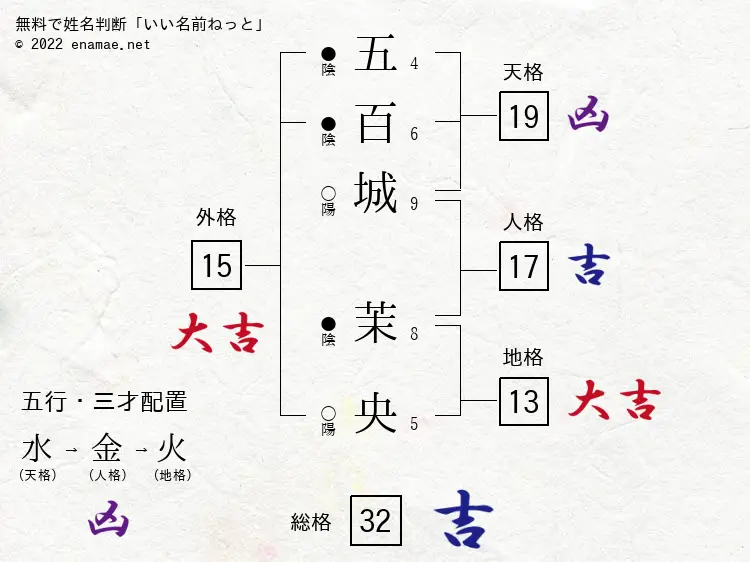 無料で姓名判断「いい名前ねっと」
© 2022 enamae.net
五 4
●陰
百 6
●陰
城 9
○陽
茉 8
●陰
央 5
○陽
天格
19 凶
人格
17 吉
地格
13 大吉
外格
15
大吉
五行・三才配置
水→金→火
(天格) (人格) (地格)
凶
総格 32 吉